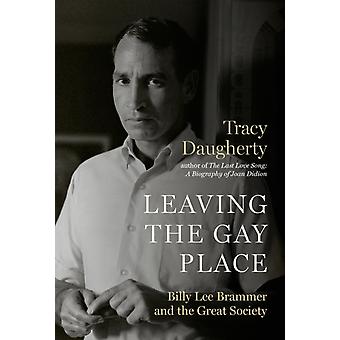 Tracy
Daugherty
author of The Last Love Song:
A Biography of Joan Didion
LEAVING
THE GAY
PLACE
Billy Lee Brammer
and the Great Society